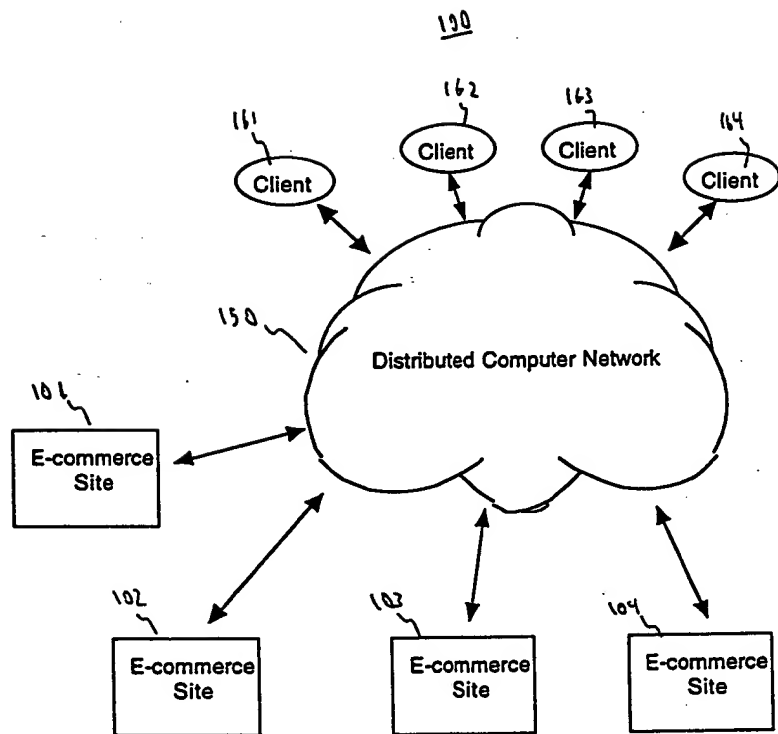 100
161
162
163
164
Client
Client
Client
Client
150
Distributed Computer Network
E-commerce
Site
102
103
104
E-commerce
Site
E-commerce
Site
E-commerce
Site